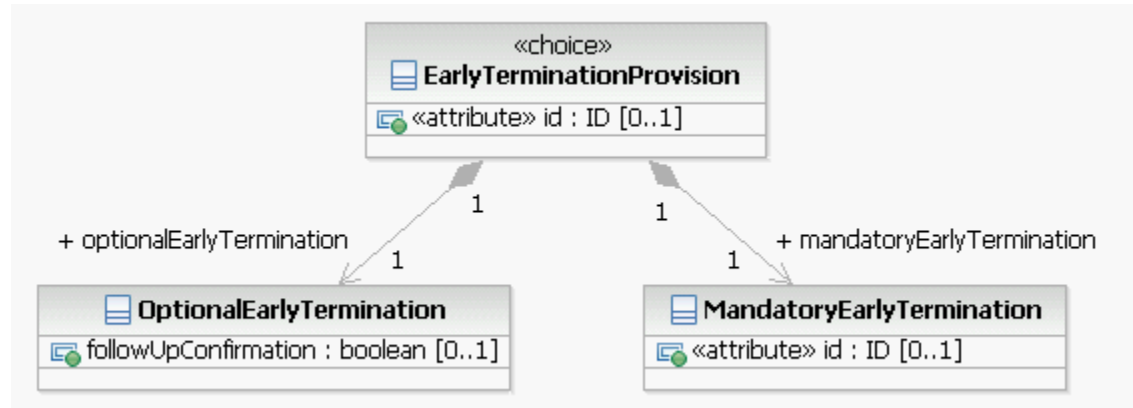 «choice»
EarlyTerminationProvision
«attribute» id : ID [0..1]
1
1
+ optionalEarlyTermination
+ mandatoryEarlyTermination
1
1
OptionalEarlyTermination
followUpConfirmation : boolean [0..1]
MandatoryEarlyTermination
«attribute» id : ID [0..1]